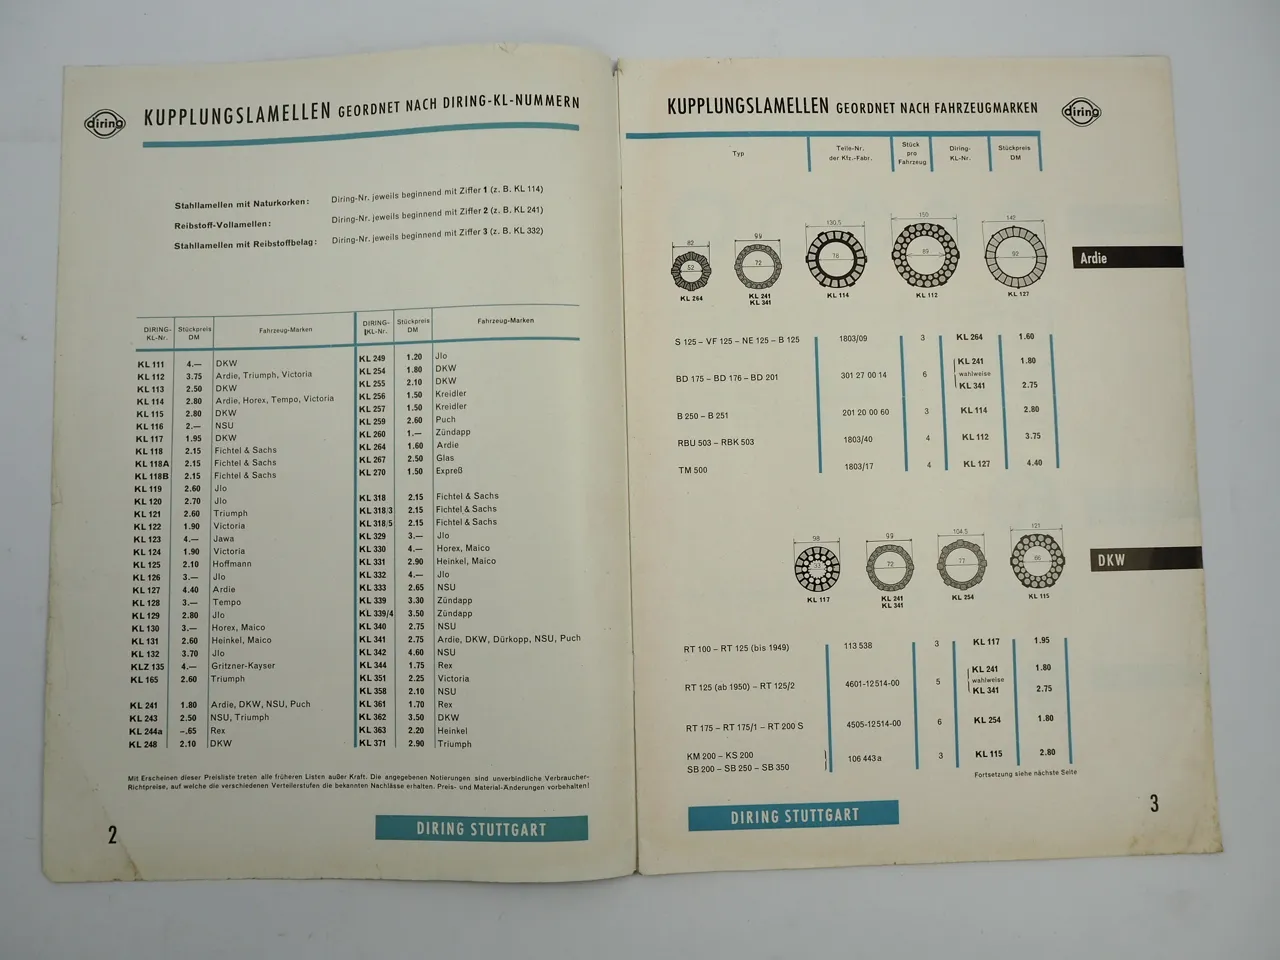 diring
KUPPLUNGSLAMELLEN GEORDNET NACH DIRING-KL-NUMMERN
Stahllamellen mit Naturkorken: Diring-Nr. jeweils beginnend mit Ziffer 1 (z. B. KL 114)
Reibstoff-Vollamellen: Diring-Nr. jeweils beginnend mit Ziffer 2 (z. B. KL 241)
Stahllamellen mit Reibstoffbelag: Diring-Nr. jeweils beginnend mit Ziffer 3 (z. B. KL 332)
DIRING-KL-Nr. Stückpreis DM Fahrzeug-Marken
KL 111 4.— DKW
KL 112 3.75 Ardie, Triumph, Victoria
KL 113 2.50 DKW
KL 114 2.80 Ardie, Horex, Tempo, Victoria
KL 115 2.80 DKW
KL 116 2.— NSU
KL 117 1.95 DKW
KL 118 2.15 Fichtel & Sachs
KL 118A 2.15 Fichtel & Sachs
KL 118B 2.15 Fichtel & Sachs
KL 119 2.60 Jlo
KL 120 2.70 Jlo
KL 121 2.60 Triumph
KL 122 1.90 Victoria
KL 123 4.— Jawa
KL 124 1.90 Victoria
KL 125 2.10 Hoffmann
KL 126 3.— Jlo
KL 127 4.40 Ardie
KL 128 3.— Tempo
KL 129 2.80 Jlo
KL 130 3.— Horex, Maico
KL 131 2.60 Heinkel, Maico
KL 132 3.70 Jlo
KLZ 135 4.— Gritzner-Kayser
KL 165 2.60 Triumph
KL 241 1.80 Ardie, DKW, NSU, Puch
KL 243 2.50 NSU, Triumph
KL 244a –.65 Rex
KL 248 2.10 DKW
DIRING-KL-Nr. Stückpreis DM Fahrzeug-Marken
KL 249 1.20 Jlo
KL 254 1.80 DKW
KL 255 2.10 DKW
KL 256 1.50 Kreidler
KL 257 1.50 Kreidler
KL 259 2.60 Puch
KL 260 1.— Zündapp
KL 264 1.60 Ardie
KL 267 2.50 Glas
KL 270 1.50 Expreß
KL 318 2.15 Fichtel & Sachs
KL 318/3 2.15 Fichtel & Sachs
KL 318/5 2.15 Fichtel & Sachs
KL 329 3.— Jlo
KL 330 4.— Horex, Maico
KL 331 2.90 Heinkel, Maico
KL 332 4.— Jlo
KL 333 2.65 NSU
KL 339 3.30 Zündapp
KL 339/4 3.50 Zündapp
KL 340 2.75 NSU
KL 341 2.75 Ardie, DKW, Dürkopp, NSU, Puch
KL 342 4.60 NSU
KL 344 1.75 Rex
KL 351 2.25 Victoria
KL 358 2.10 NSU
KL 361 1.70 Rex
KL 362 3.50 DKW
KL 363 2.20 Heinkel
KL 371 2.90 Triumph
Mit Erscheinen dieser Preisliste treten alle früheren Listen außer Kraft. Die angegebenen Notierungen sind unverbindliche Verbraucher-
Richtpreise, auf welche die verschiedenen Verteilerstufen die bekannten Nachlässe erhalten. Preis- und Material-Änderungen vorbehalten!
2
DIRING STUTTGART
KUPPLUNGSLAMELLEN GEORDNET NACH FAHRZEUGMARKEN
diring
Typ Teile-Nr. der Kfz.-Fabr. Stück pro Fahrzeug Diring-KL-Nr. Stückpreis DM
Ardie
82 99 130,5 150 142
52 72 78 89 92
KL 264 KL 241 KL 114 KL 112 KL 127
KL 341
S 125 – VF 125 – NE 125 – B 125 1803/09 3 KL 264 1.60
BD 175 – BD 176 – BD 201 301 27 00 14 6 KL 241 1.80
wahlweise
KL 341 2.75
B 250 – B 251 201 20 00 60 3 KL 114 2.80
RBU 503 – RBK 503 1803/40 4 KL 112 3.75
TM 500 1803/17 4 KL 127 4.40
DKW
98 99 104,5 121
33 72 77 86
KL 117 KL 241 KL 254 KL 115
KL 341
RT 100 – RT 125 (bis 1949) 113 538 3 KL 117 1.95
RT 125 (ab 1950) – RT 125/2 4601-12514-00 5 KL 241 1.80
wahlweise
KL 341 2.75
RT 175 – RT 175/1 – RT 200 S 4505-12514-00 6 KL 254 1.80
KM 200 – KS 200
SB 200 – SB 250 – SB 350 106 443a 3 KL 115 2.80
Fortsetzung siehe nächste Seite
DIRING STUTTGART
3